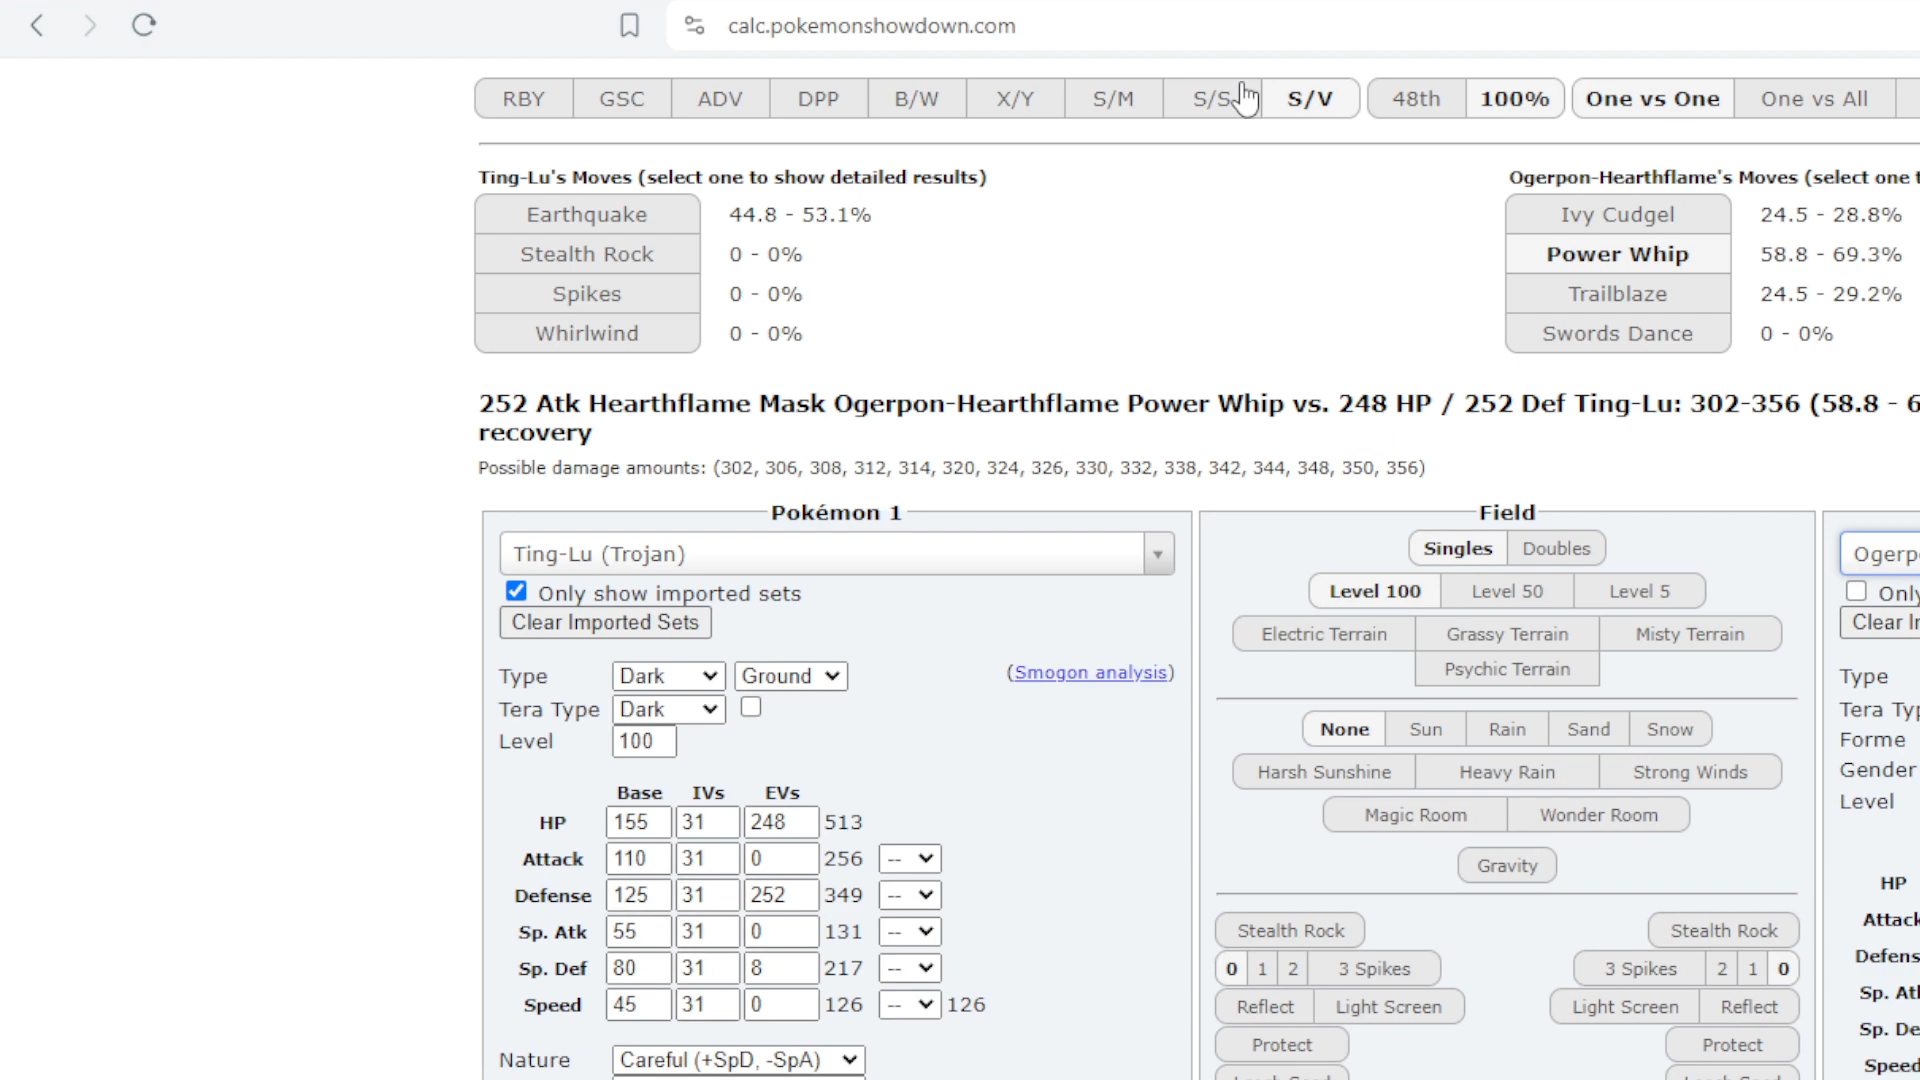 calc.pokemonshowdown.com
RBY GSC ADV DPP B/W X/Y S/M S/S S/V 48th 100% One vs One One vs All
Ting-Lu's Moves (select one to show detailed results)
Earthquake 44.8 - 53.1%
Stealth Rock 0 - 0%
Spikes 0 - 0%
Whirlwind 0 - 0%
Ogerpon-Hearthflame's Moves (select one
Ivy Cudgel 24.5 - 28.8%
Power Whip 58.8 - 69.3%
Trailblaze 24.5 - 29.2%
Swords Dance 0 - 0%
252 Atk Hearthflame Mask Ogerpon-Hearthflame Power Whip vs. 248 HP / 252 Def Ting-Lu: 302-356 (58.8 -
recovery
Possible damage amounts: (302, 306, 308, 312, 314, 320, 324, 326, 330, 332, 338, 342, 344, 348, 350, 356)
Pokémon 1
Ting-Lu (Trojan)
Only show imported sets
Clear Imported Sets
Type Dark Ground (Smogon analysis)
Tera Type Dark
Level 100
Base IVs EVs
HP 155 31 248 513
Attack 110 31 0 256 --
Defense 125 31 252 349 --
Sp. Atk 55 31 0 131 --
Sp. Def 80 31 8 217 --
Speed 45 31 0 126 -- 126
Nature Careful (+SpD, -SpA)
Field
Singles Doubles
Level 100 Level 50 Level 5
Electric Terrain Grassy Terrain Misty Terrain
Psychic Terrain
None Sun Rain Sand Snow
Harsh Sunshine Heavy Rain Strong Winds
Magic Room Wonder Room
Gravity
Stealth Rock Stealth Rock
0 1 2 3 Spikes 3 Spikes 2 1 0
Reflect Light Screen Light Screen Reflect
Protect Protect
Ogerp
Only
Clear
Type
Tera Typ
Forme
Gender
Level
HP
Attack
Defens
Sp. At
Sp. De
Speed